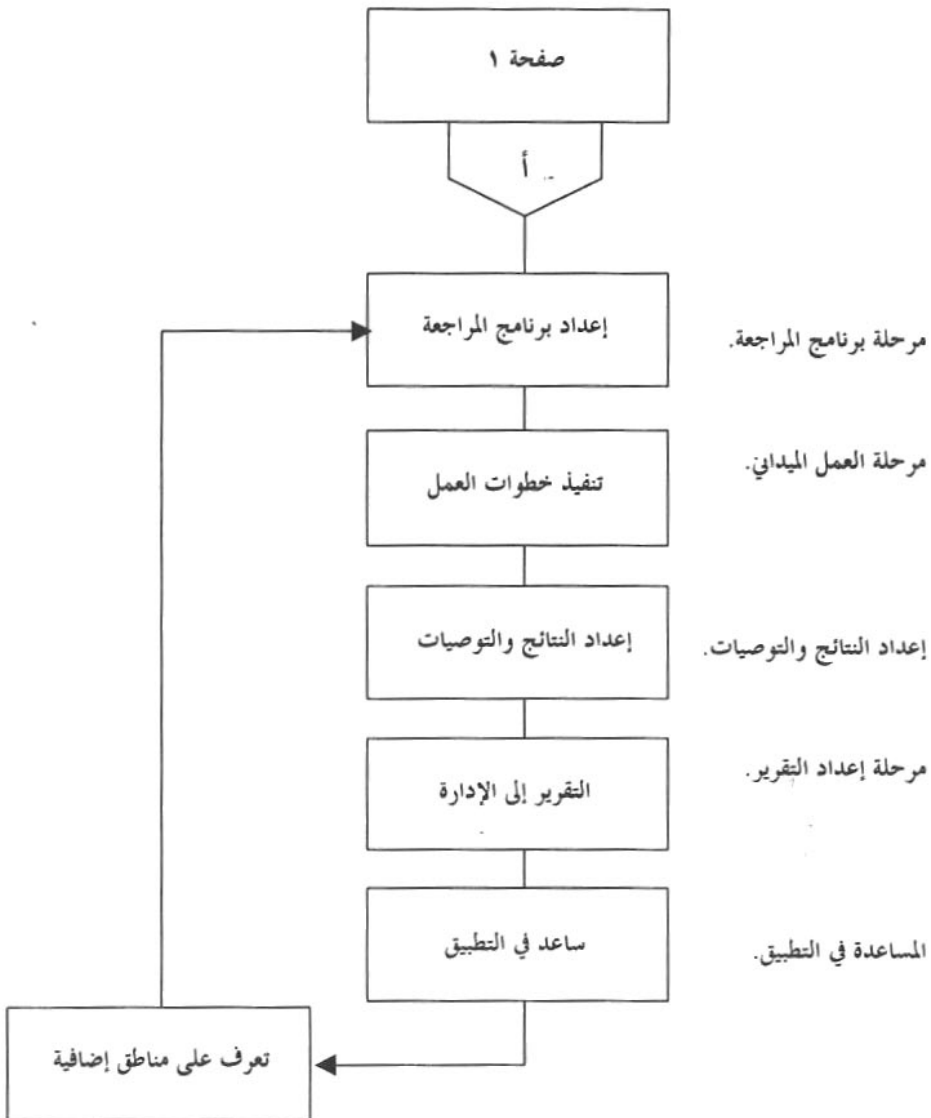 صفحة ١
أ
إعداد برنامج المراجعة
مرحلة برنامج المراجعة.
تنفيذ خطوات العمل
مرحلة العمل الميداني.
إعداد النتائج والتوصيات
إعداد النتائج والتوصيات.
التقرير إلى الإدارة
مرحلة إعداد التقرير.
ساعد في التطبيق
المساعدة في التطبيق.
تعرف على مناطق إضافية